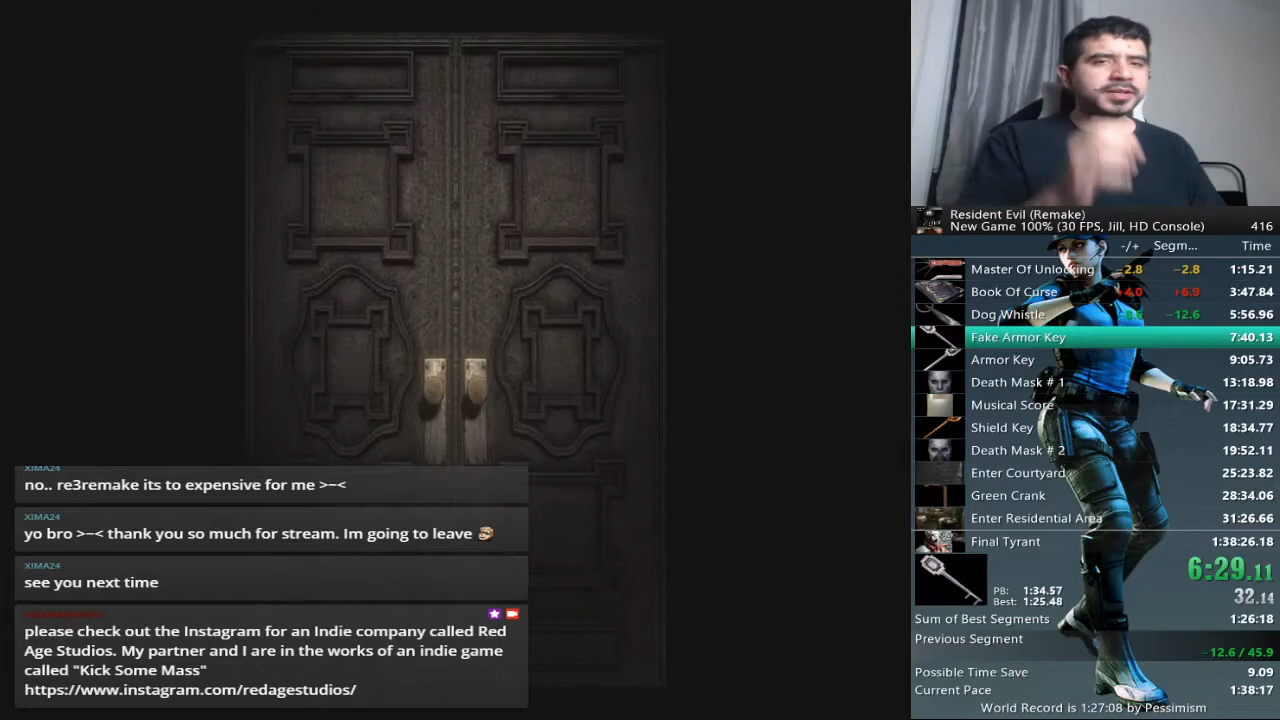 XIMA24
no.. re3remake its to expensive for me >~<
XIMA24
yo bro >~< thank you so much for stream. Im going to leave
XIMA24
see you next time
please check out the Instagram for an Indie company called Red
Age Studios. My partner and I are in the works of an indie game
called "Kick Some Mass"
https://www.instagram.com/redagestudios/
Resident Evil (Remake)
New Game 100% (30 FPS, Jill, HD Console) 416
-/+ Segm... Time
Master Of Unlocking -2.8 -2.8 1:15.21
Book Of Curse +4.0 +6.9 3:47.84
Dog Whistle -12.6 5:56.96
Fake Armor Key 7:40.13
Armor Key 9:05.73
Death Mask # 1 13:18.98
Musical Score 17:31.29
Shield Key 18:34.77
Death Mask # 2 19:52.11
Enter Courtyard 25:23.82
Green Crank 28:34.06
Enter Residential Area 31:26.66
Final Tyrant 1:38:26.18
6:29.11
PB: 1:34.57
Best: 1:25.48
32.14
Sum of Best Segments 1:26:18
Previous Segment
-12.6 / 45.9
Possible Time Save 9.09
Current Pace 1:38:17
World Record is 1:27:08 by Pessimism